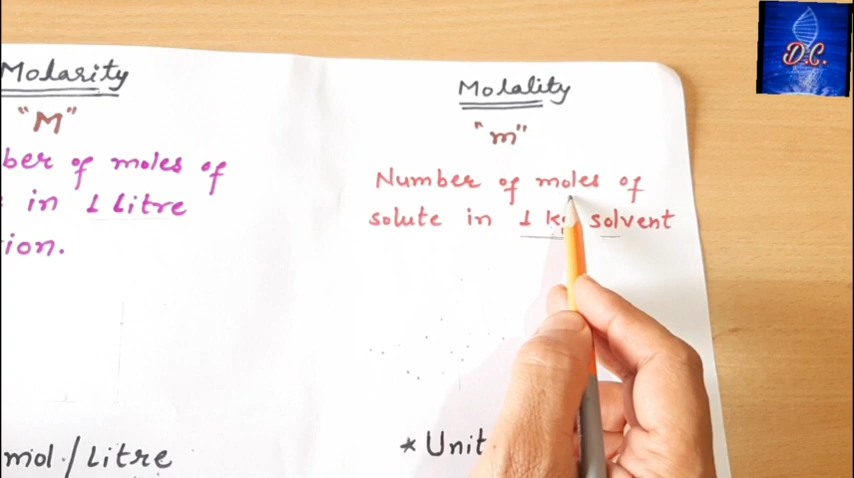 Molarity
"M"
ber of moles of
in 1 Litre
ion.
mol./Litre
Molality
"m"
Number of moles of
solute in 1 kg solvent
* Unit
D.C.